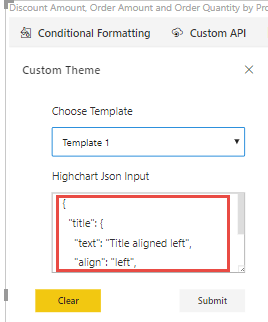 Discount Amount, Order Amount and Order Quantity by Pro
Conditional Formatting Custom API
Custom Theme
Choose Template
Template 1
Highchart Json Input
{
"title": {
"text": "Title aligned left",
"align": "left",
Clear Submit